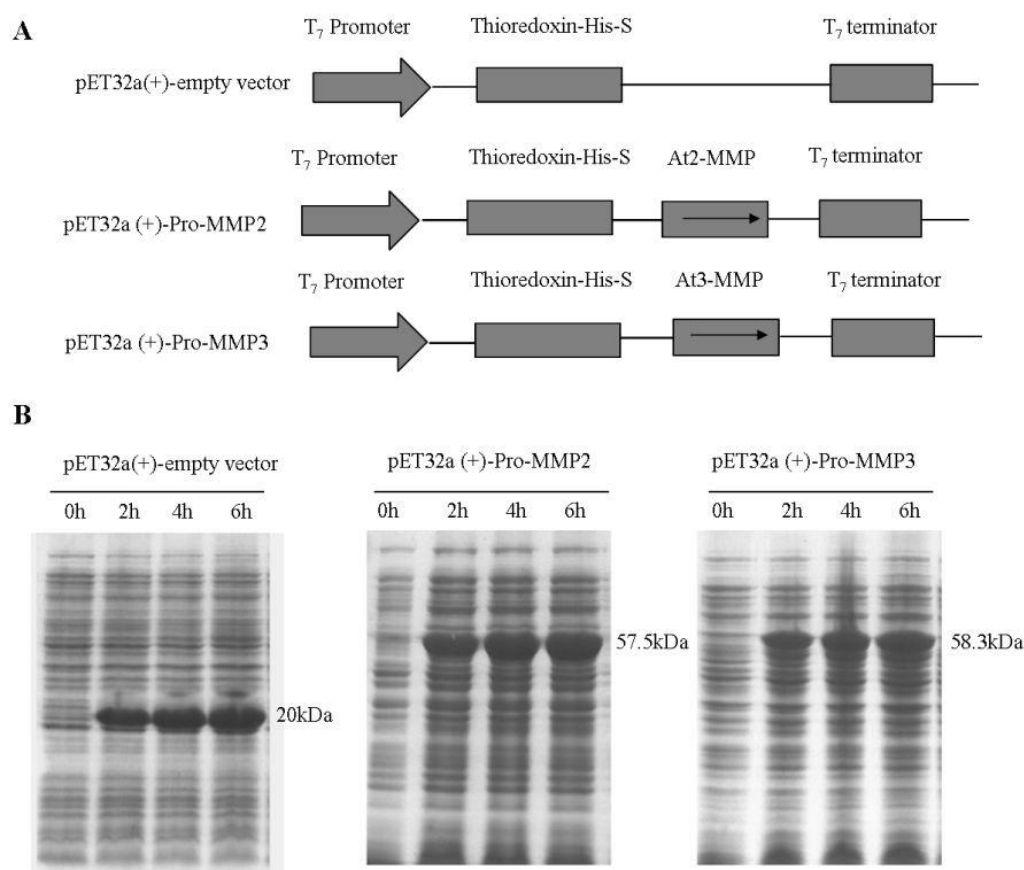 A
T7 Promoter Thioredoxin-His-S T7 terminator
pET32a(+)-empty vector
T7 Promoter Thioredoxin-His-S At2-MMP T7 terminator
pET32a (+)-Pro-MMP2
T7 Promoter Thioredoxin-His-S At3-MMP T7 terminator
pET32a (+)-Pro-MMP3
B
pET32a(+)-empty vector pET32a (+)-Pro-MMP2 pET32a (+)-Pro-MMP3
0h 2h 4h 6h 0h 2h 4h 6h 0h 2h 4h 6h
57.5kDa 58.3kDa
20kDa